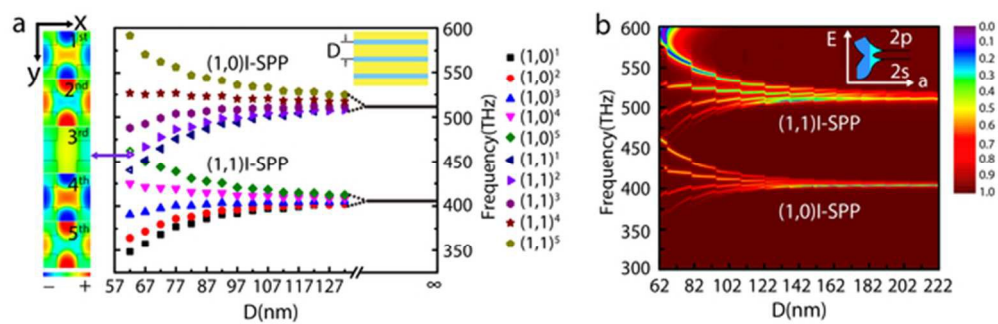 a
X
y
1st
2nd
3rd
4th
5th
− +
600
550
500
450
400
350
Frequency(THz)
(1,0)I-SPP
(1,1)I-SPP
D
57 67 77 87 97 107 117 127 ∞
D(nm)
(1,0)¹
(1,0)²
(1,0)³
(1,0)⁴
(1,0)⁵
(1,1)¹
(1,1)²
(1,1)³
(1,1)⁴
(1,1)⁵
b
600
550
500
450
400
350
300
Frequency(THz)
E
2p
2s
a
(1,1)I-SPP
(1,0)I-SPP
62 82 102 122 142 162 182 202 222
D(nm)
0.0
0.1
0.2
0.3
0.4
0.5
0.6
0.7
0.8
0.9
1.0